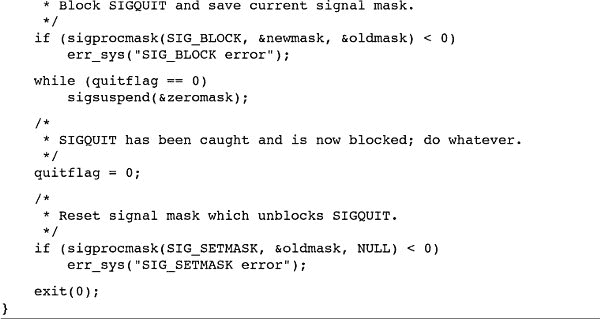 * Block SIGQUIT and save current signal mask.
     */
    if (sigprocmask(SIG_BLOCK, &newmask, &oldmask) < 0)
        err_sys("SIG_BLOCK error");
    while (quitflag == 0)
        sigsuspend(&zeromask);
    /*
     * SIGQUIT has been caught and is now blocked; do whatever.
     */
    quitflag = 0;
    /*
     * Reset signal mask which unblocks SIGQUIT.
     */
    if (sigprocmask(SIG_SETMASK, &oldmask, NULL) < 0)
        err_sys("SIG_SETMASK error");
    exit(0);
}